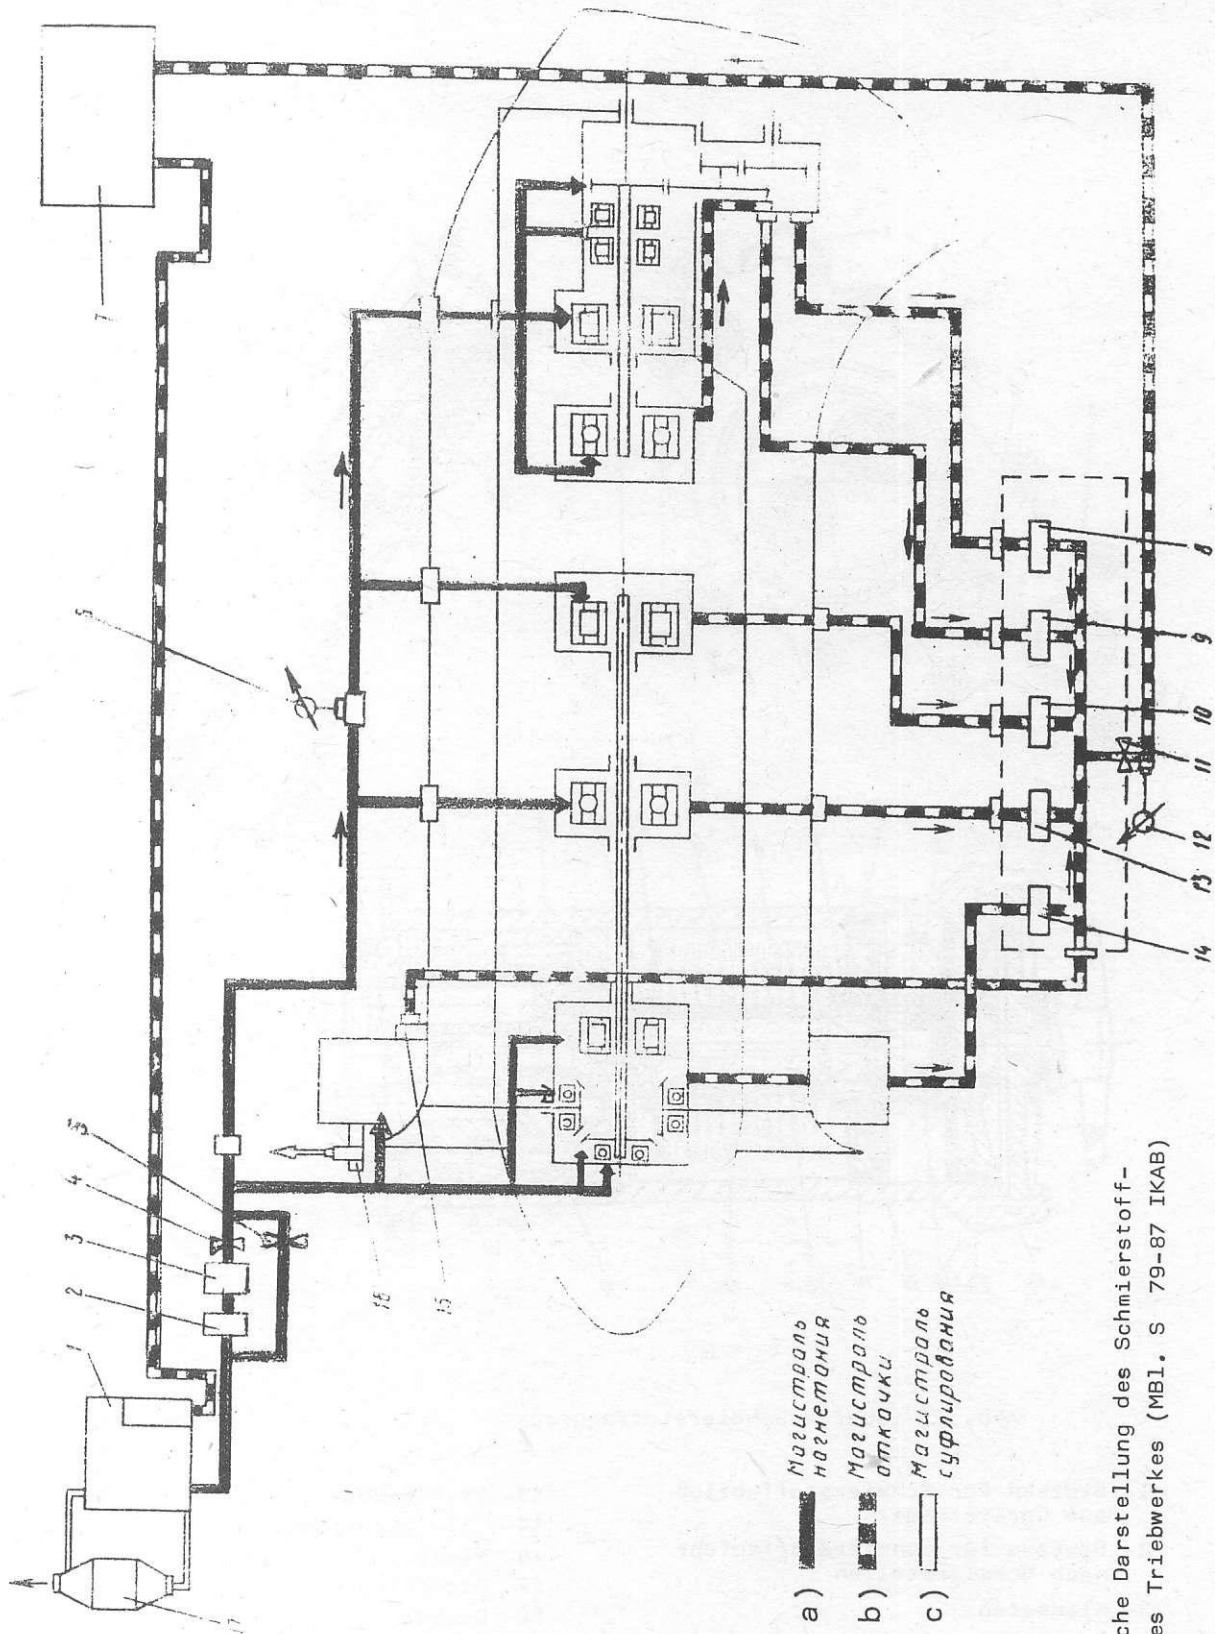 7
1
2
3
4
16
15
17
8
9
10
11
12
13
14
a) Магистраль
нагнетания
b) Магистраль
откачки
c) Магистраль
суфлирования
che Darstellung des Schmierstoff-
es Triebwerkes (MBl. S 79-87 IKAB)